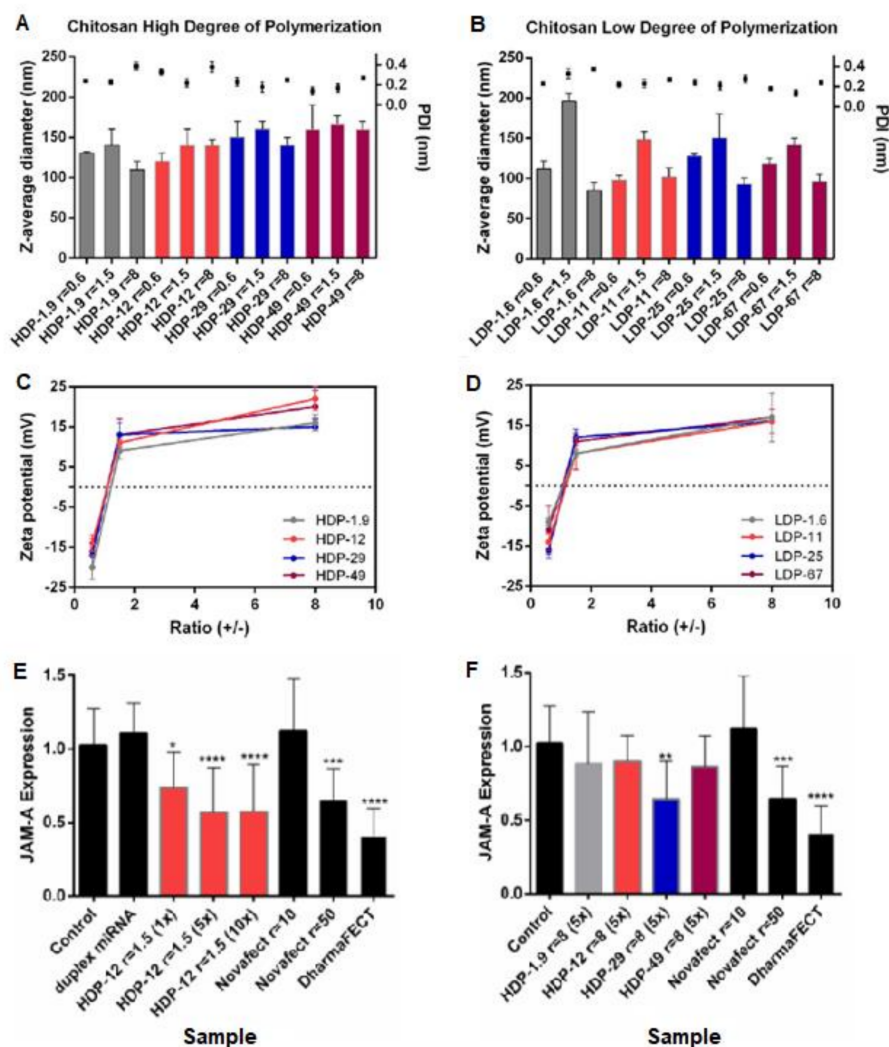 A
Chitosan High Degree of Polymerization
Z-average diameter (nm)
250
200
150
100
50
0
0.4
0.2
0.0
PDI (nm)
HDP-1.9 r=0.6
HDP-1.9 r=1.5
HDP-1.9 r=8
HDP-12 r=0.6
HDP-12 r=1.5
HDP-12 r=8
HDP-29 r=0.6
HDP-29 r=1.5
HDP-29 r=8
HDP-49 r=0.6
HDP-49 r=1.5
HDP-49 r=8
B
Chitosan Low Degree of Polymerization
Z-average diameter (nm)
250
200
150
100
50
0
0.4
0.2
0.0
PDI (nm)
LDP-1.6 r=0.6
LDP-1.6 r=1.5
LDP-1.6 r=8
LDP-11 r=0.6
LDP-11 r=1.5
LDP-11 r=8
LDP-25 r=0.6
LDP-25 r=1.5
LDP-25 r=8
LDP-67 r=0.6
LDP-67 r=1.5
LDP-67 r=8
C
Zeta potential (mV)
25
15
5
-5
-15
-25
HDP-1.9
HDP-12
HDP-29
HDP-49
0 2 4 6 8 10
Ratio (+/-)
D
Zeta potential (mV)
25
15
5
-5
-15
-25
LDP-1.6
LDP-11
LDP-25
LDP-67
0 2 4 6 8 10
Ratio (+/-)
E
JAM-A Expression
1.5
1.0
0.5
0.0
* **** **** *** ****
Control
duplex miRNA
HDP-12 r=1.5 (1x)
HDP-12 r=1.5 (5x)
HDP-12 r=1.5 (10x)
Novafect r=10
Novafect r=50
DharmaFECT
Sample
F
JAM-A Expression
1.5
1.0
0.5
0.0
** *** ****
Control
HDP-1.9 r=8 (5x)
HDP-12 r=8 (5x)
HDP-29 r=8 (5x)
HDP-49 r=8 (5x)
Novafect r=10
Novafect r=50
DharmaFECT
Sample